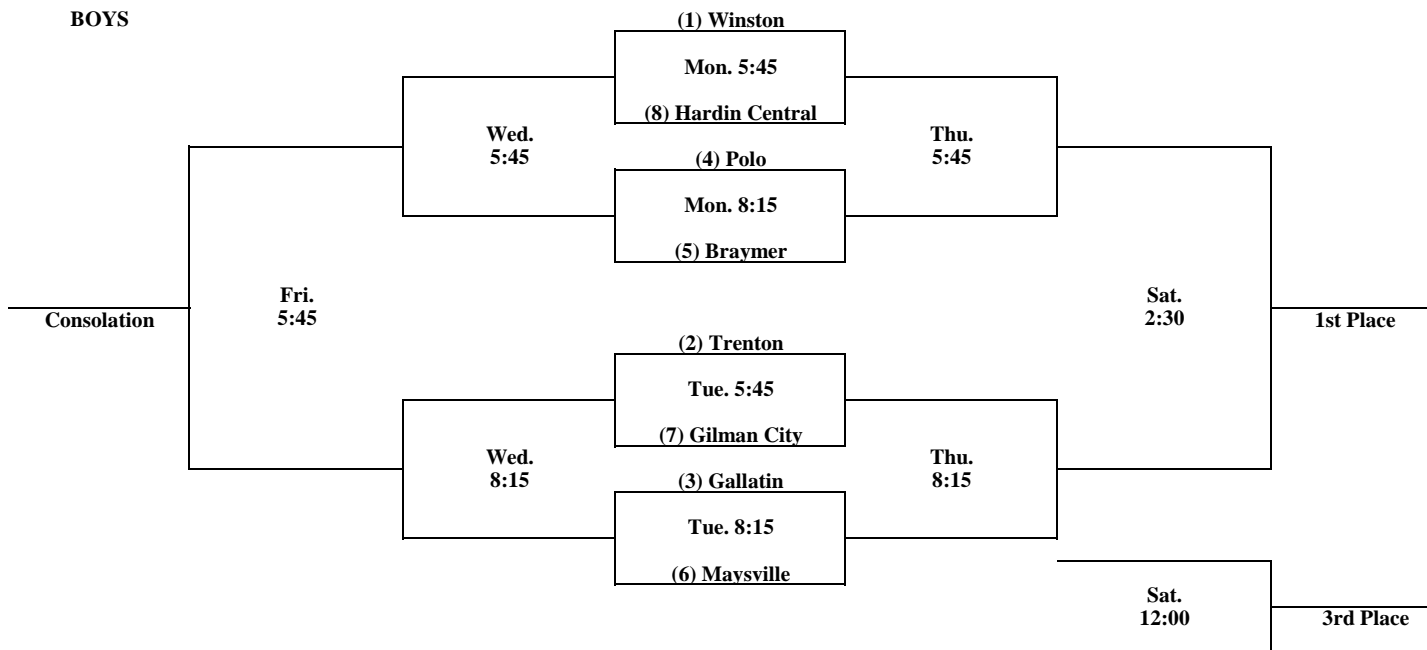 BOYS
(1) Winston
Mon. 5:45
(8) Hardin Central
Wed.
5:45
Thu.
5:45
(4) Polo
Mon. 8:15
(5) Braymer
Fri.
5:45
Consolation
Sat.
2:30
1st Place
(2) Trenton
Tue. 5:45
(7) Gilman City
Wed.
8:15
Thu.
8:15
(3) Gallatin
Tue. 8:15
(6) Maysville
Sat.
12:00
3rd Place